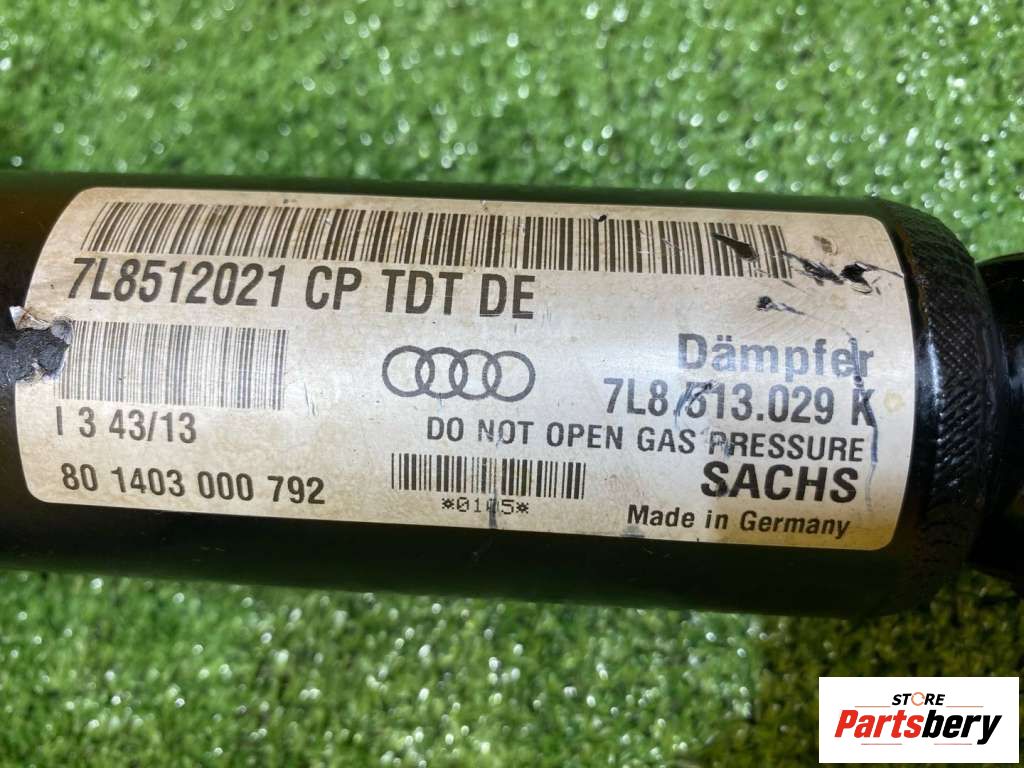 7L8512021 CP TDT DE
Dämpfer
7L8.513.029 K
I 3 43/13
DO NOT OPEN GAS PRESSURE
80 1403 000 792
*0105*
SACHS
Made in Germany
STORE
Partsbery